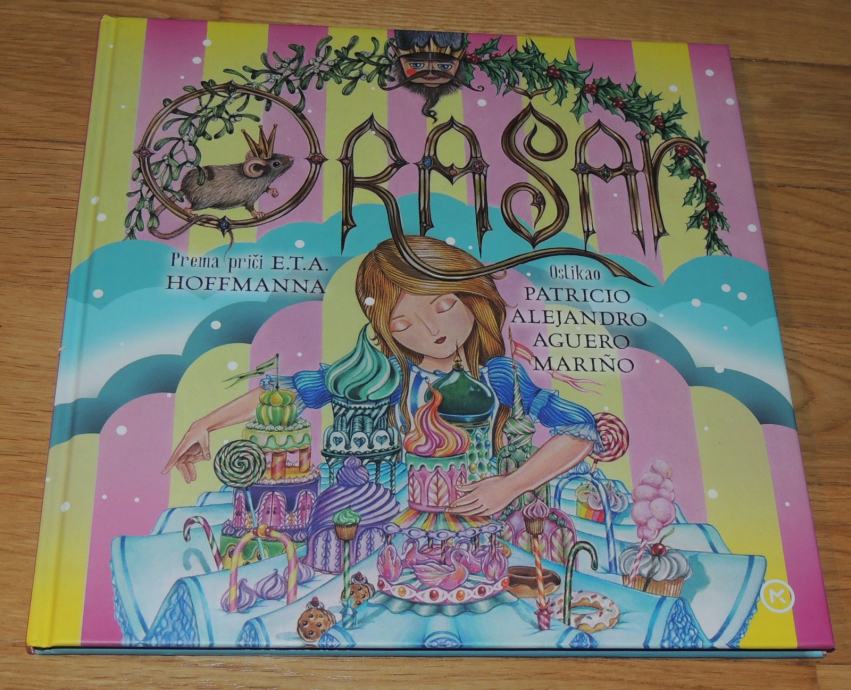 ORAŠAR
Prema priči E.T.A.
HOFFMANNA
Oslikao
PATRICIO
ALEJANDRO
AGUERO
MARIÑO
M